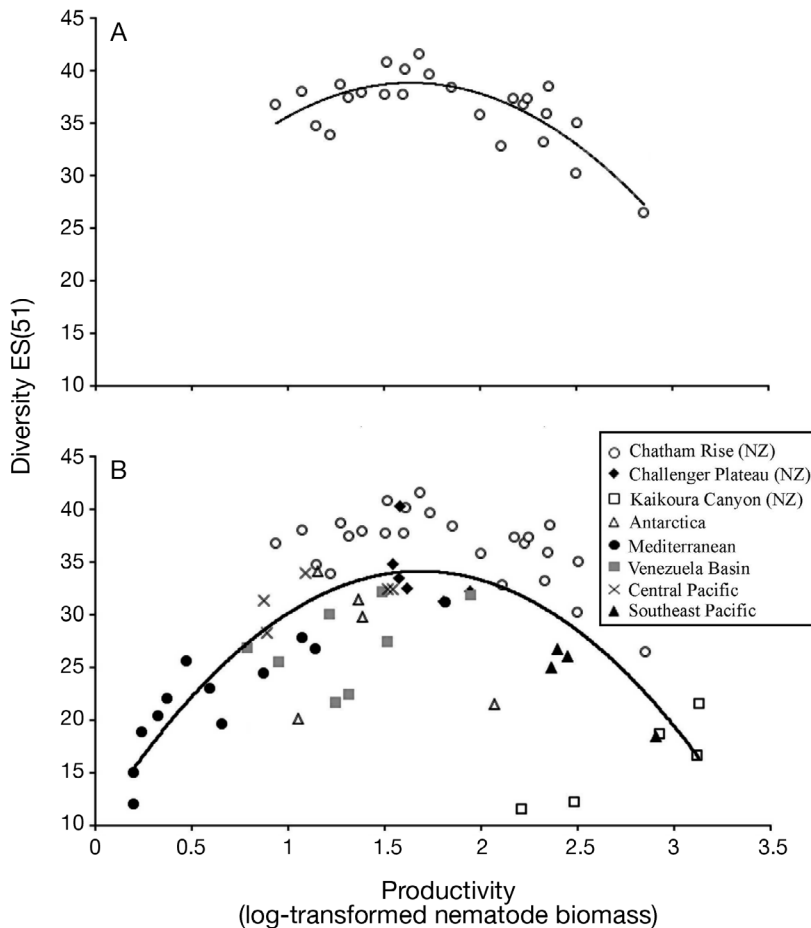 A
45
40
35
30
25
20
15
10
Diversity ES(51)
B
45
40
35
30
25
20
15
10
0
0.5
1
1.5
2
2.5
3
3.5
Chatham Rise (NZ)
Challenger Plateau (NZ)
Kaikoura Canyon (NZ)
Antarctica
Mediterranean
Venezuela Basin
Central Pacific
Southeast Pacific
Productivity
(log-transformed nematode biomass)